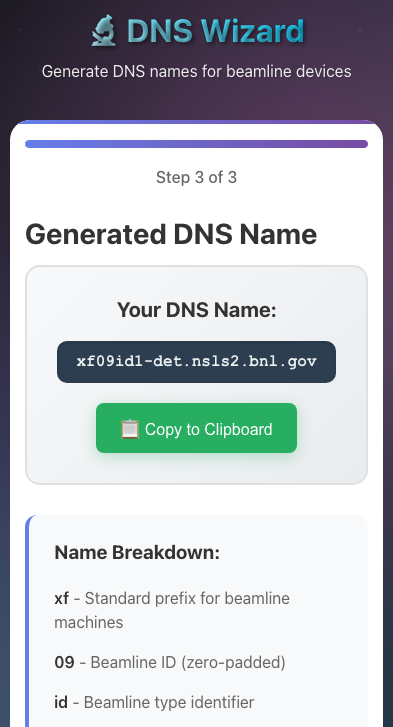 🔬 DNS Wizard
Generate DNS names for beamline devices
Step 3 of 3
Generated DNS Name
Your DNS Name:
xf09id1-det.nsls2.bnl.gov
📋 Copy to Clipboard
Name Breakdown:
xf - Standard prefix for beamline
machines
09 - Beamline ID (zero-padded)
id - Beamline type identifier